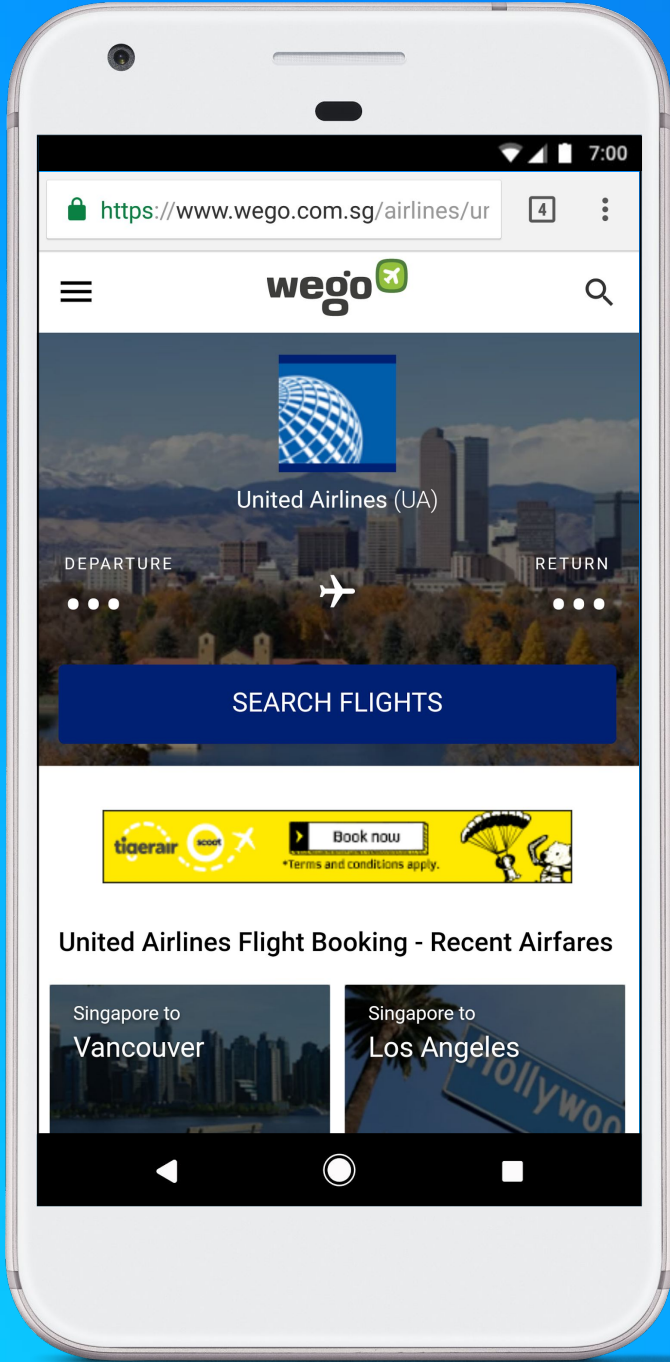 7:00
https://www.wego.com.sg/airlines/ur
4
wego
United Airlines (UA)
DEPARTURE
RETURN
SEARCH FLIGHTS
tigerair
scoot
Book now
*Terms and conditions apply.
United Airlines Flight Booking - Recent Airfares
Singapore to
Vancouver
Singapore to
Los Angeles
Hollywoo